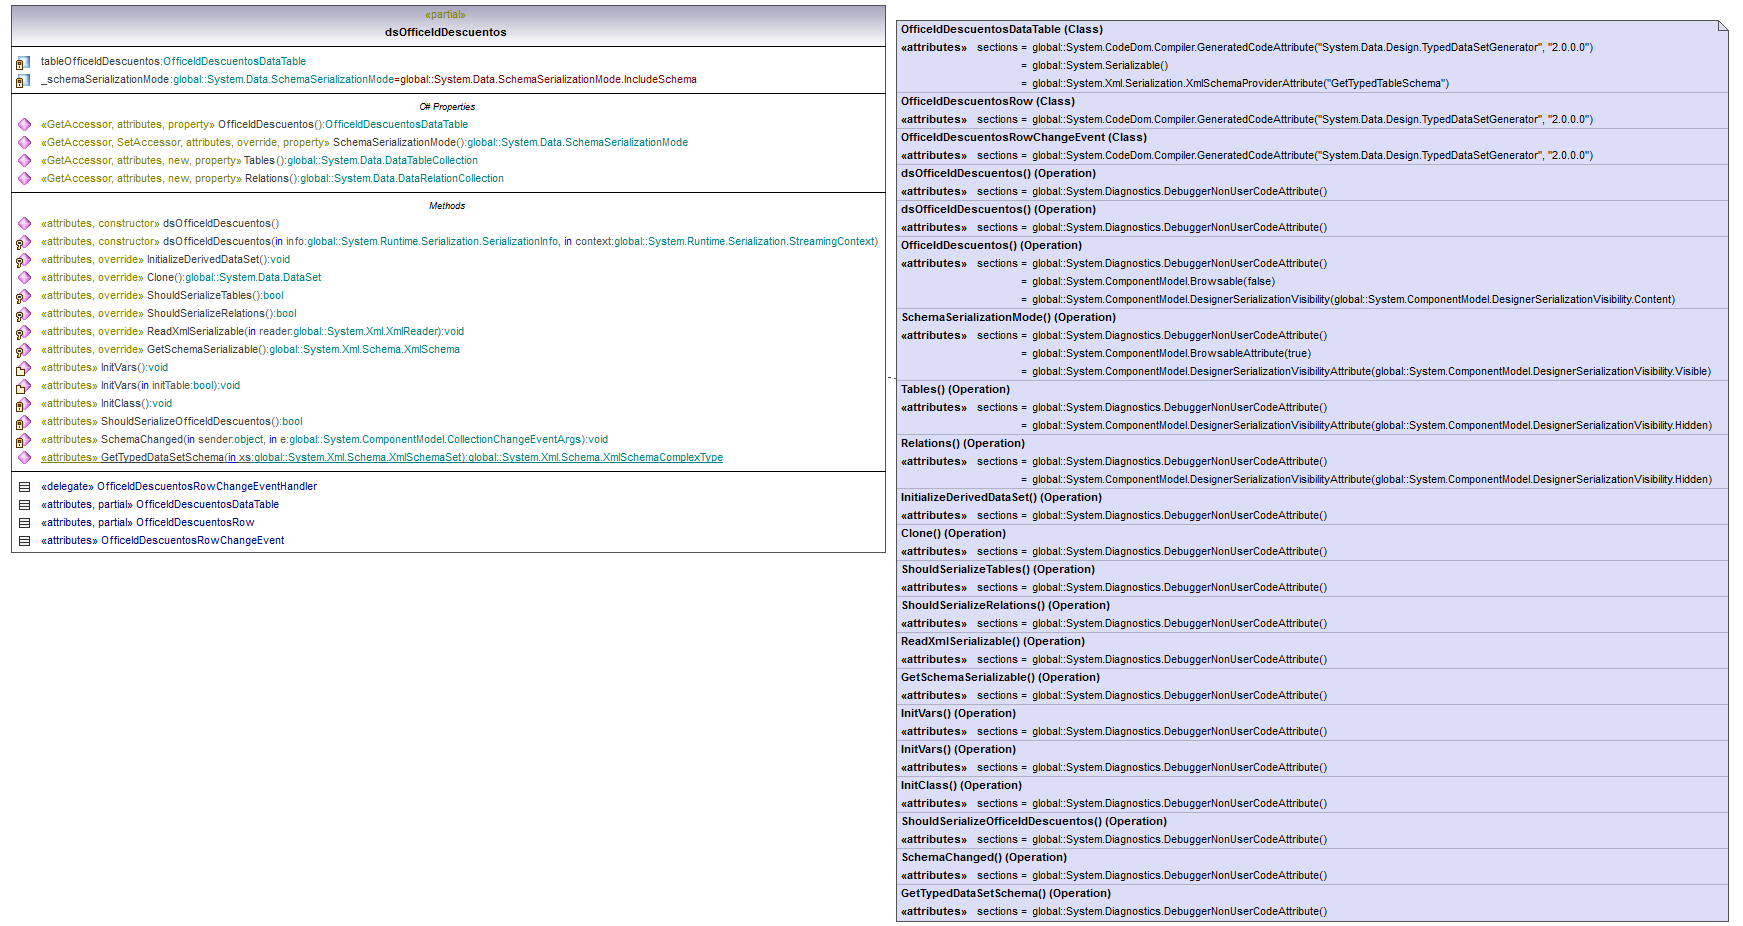 «partial»
dsOfficeIdDescuentos
tableOfficeIdDescuentos:OfficeIdDescuentosDataTable
_schemaSerializationMode:global::System.Data.SchemaSerializationMode=global::System.Data.SchemaSerializationMode.IncludeSchema
C# Properties
«GetAccessor, attributes, property» OfficeIdDescuentos():OfficeIdDescuentosDataTable
«GetAccessor, SetAccessor, attributes, override, property» SchemaSerializationMode():global::System.Data.SchemaSerializationMode
«GetAccessor, attributes, new, property» Tables():global::System.Data.DataTableCollection
«GetAccessor, attributes, new, property» Relations():global::System.Data.DataRelationCollection
Methods
«attributes, constructor» dsOfficeIdDescuentos()
«attributes, constructor» dsOfficeIdDescuentos(in info:global::System.Runtime.Serialization.SerializationInfo, in context:global::System.Runtime.Serialization.StreamingContext)
«attributes, override» InitializeDerivedDataSet():void
«attributes, override» Clone():global::System.Data.DataSet
«attributes, override» ShouldSerializeTables():bool
«attributes, override» ShouldSerializeRelations():bool
«attributes, override» ReadXmlSerializable(in reader:global::System.Xml.XmlReader):void
«attributes, override» GetSchemaSerializable():global::System.Xml.Schema.XmlSchema
«attributes» InitVars():void
«attributes» InitVars(in initTable:bool):void
«attributes» InitClass():void
«attributes» ShouldSerializeOfficeIdDescuentos():bool
«attributes» SchemaChanged(in sender:object, in e:global::System.ComponentModel.CollectionChangeEventArgs):void
«attributes» GetTypedDataSetSchema(in xs:global::System.Xml.Schema.XmlSchemaSet):global::System.Xml.Schema.XmlSchemaComplexType
«delegate» OfficeIdDescuentosRowChangeEventHandler
«attributes, partial» OfficeIdDescuentosDataTable
«attributes, partial» OfficeIdDescuentosRow
«attributes» OfficeIdDescuentosRowChangeEvent
OfficeIdDescuentosDataTable (Class)
«attributes» sections = global::System.CodeDom.Compiler.GeneratedCodeAttribute("System.Data.Design.TypedDataSetGenerator", "2.0.0.0")
= global::System.Serializable()
= global::System.Xml.Serialization.XmlSchemaProviderAttribute("GetTypedTableSchema")
OfficeIdDescuentosRow (Class)
«attributes» sections = global::System.CodeDom.Compiler.GeneratedCodeAttribute("System.Data.Design.TypedDataSetGenerator", "2.0.0.0")
OfficeIdDescuentosRowChangeEvent (Class)
«attributes» sections = global::System.CodeDom.Compiler.GeneratedCodeAttribute("System.Data.Design.TypedDataSetGenerator", "2.0.0.0")
dsOfficeIdDescuentos() (Operation)
«attributes» sections = global::System.Diagnostics.DebuggerNonUserCodeAttribute()
dsOfficeIdDescuentos() (Operation)
«attributes» sections = global::System.Diagnostics.DebuggerNonUserCodeAttribute()
OfficeIdDescuentos() (Operation)
«attributes» sections = global::System.Diagnostics.DebuggerNonUserCodeAttribute()
= global::System.ComponentModel.Browsable(false)
= global::System.ComponentModel.DesignerSerializationVisibility(global::System.ComponentModel.DesignerSerializationVisibility.Content)
SchemaSerializationMode() (Operation)
«attributes» sections = global::System.Diagnostics.DebuggerNonUserCodeAttribute()
= global::System.ComponentModel.BrowsableAttribute(true)
= global::System.ComponentModel.DesignerSerializationVisibilityAttribute(global::System.ComponentModel.DesignerSerializationVisibility.Visible)
Tables() (Operation)
«attributes» sections = global::System.Diagnostics.DebuggerNonUserCodeAttribute()
= global::System.ComponentModel.DesignerSerializationVisibilityAttribute(global::System.ComponentModel.DesignerSerializationVisibility.Hidden)
Relations() (Operation)
«attributes» sections = global::System.Diagnostics.DebuggerNonUserCodeAttribute()
= global::System.ComponentModel.DesignerSerializationVisibilityAttribute(global::System.ComponentModel.DesignerSerializationVisibility.Hidden)
InitializeDerivedDataSet() (Operation)
«attributes» sections = global::System.Diagnostics.DebuggerNonUserCodeAttribute()
Clone() (Operation)
«attributes» sections = global::System.Diagnostics.DebuggerNonUserCodeAttribute()
ShouldSerializeTables() (Operation)
«attributes» sections = global::System.Diagnostics.DebuggerNonUserCodeAttribute()
ShouldSerializeRelations() (Operation)
«attributes» sections = global::System.Diagnostics.DebuggerNonUserCodeAttribute()
ReadXmlSerializable() (Operation)
«attributes» sections = global::System.Diagnostics.DebuggerNonUserCodeAttribute()
GetSchemaSerializable() (Operation)
«attributes» sections = global::System.Diagnostics.DebuggerNonUserCodeAttribute()
InitVars() (Operation)
«attributes» sections = global::System.Diagnostics.DebuggerNonUserCodeAttribute()
InitVars() (Operation)
«attributes» sections = global::System.Diagnostics.DebuggerNonUserCodeAttribute()
InitClass() (Operation)
«attributes» sections = global::System.Diagnostics.DebuggerNonUserCodeAttribute()
ShouldSerializeOfficeIdDescuentos() (Operation)
«attributes» sections = global::System.Diagnostics.DebuggerNonUserCodeAttribute()
SchemaChanged() (Operation)
«attributes» sections = global::System.Diagnostics.DebuggerNonUserCodeAttribute()
GetTypedDataSetSchema() (Operation)
«attributes» sections = global::System.Diagnostics.DebuggerNonUserCodeAttribute()